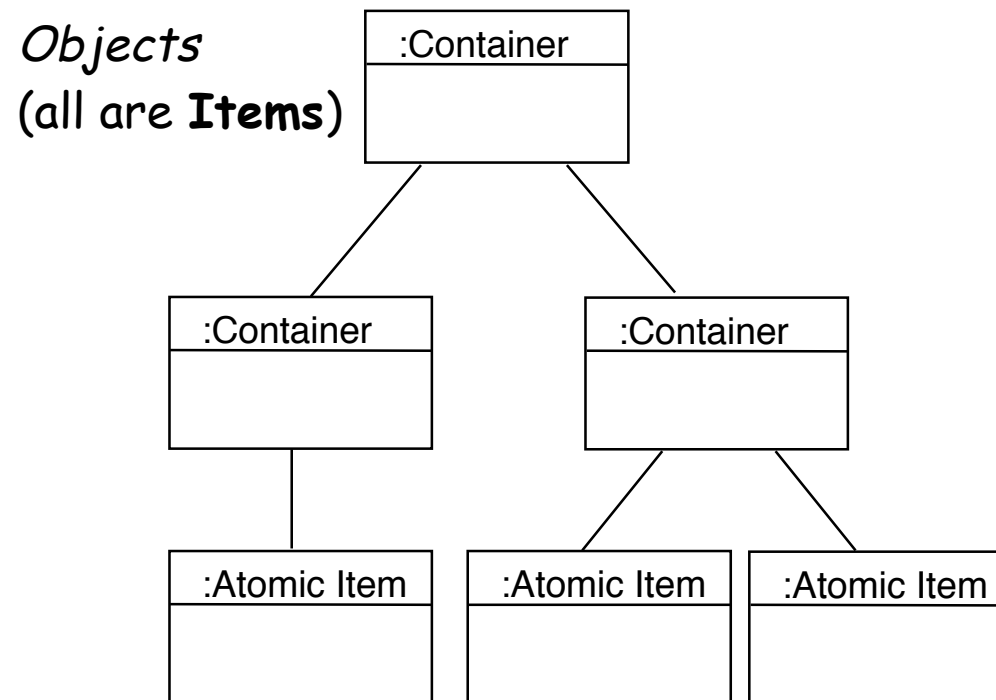 Objects
(all are Items)
:Container
:Container
:Container
:Atomic Item
:Atomic Item
:Atomic Item